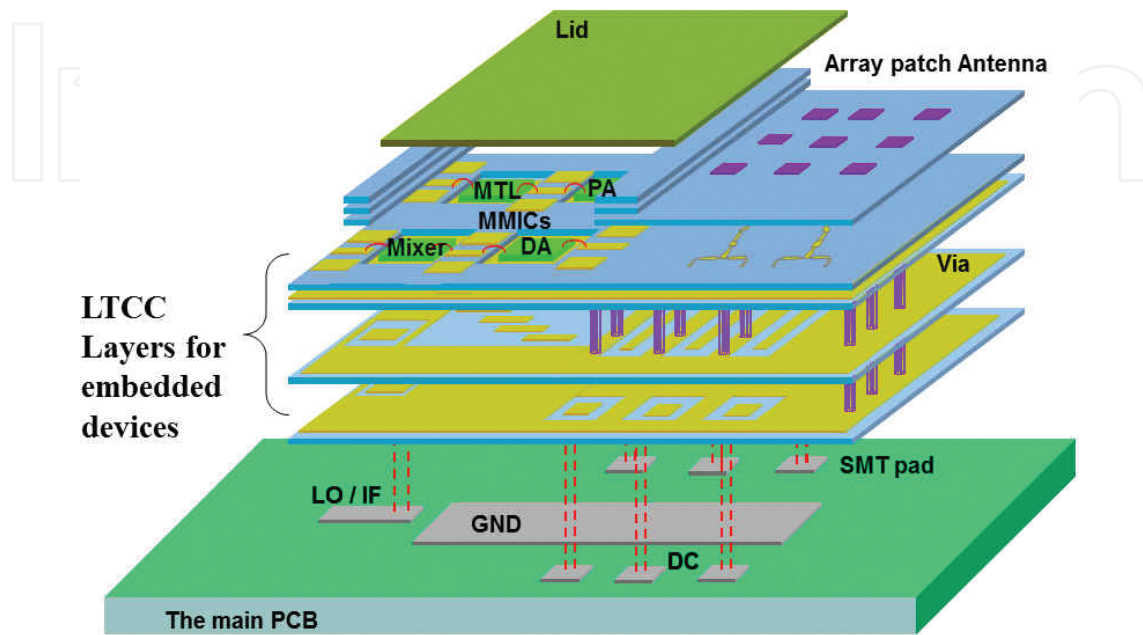 Lid
Array patch Antenna
MTL
PA
MMICs
Mixer
DA
Via
LTCC
Layers for
embedded
devices
SMT pad
LO / IF
GND
DC
The main PCB